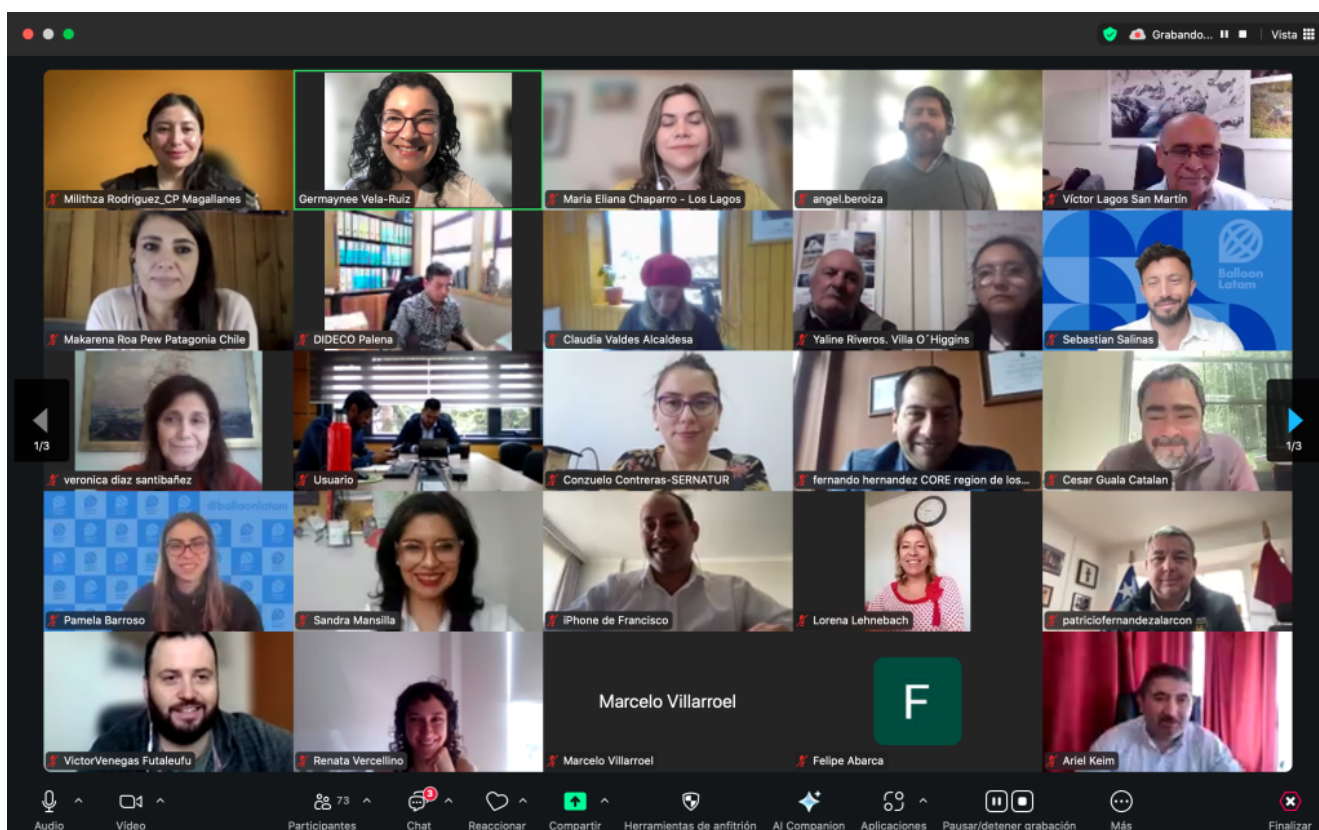 Grabando...
Vista
Milithza Rodriguez_CP Magallanes
Germaynee Vela-Ruiz
Maria Eliana Chaparro - Los Lagos
angel.beroiza
Víctor Lagos San Martín
Makarena Roa Pew Patagonia Chile
DIDECO Palena
Claudia Valdes Alcaldesa
Yaline Riveros. Villa O´Higgins
Balloon
Latam
Sebastian Salinas
1/3
veronica diaz santibañez
Usuario
Conzuelo Contreras-SERNATUR
fernando hernandez CORE region de los...
Cesar Guala Catalan
1/3
#balloonlatam
Pamela Barroso
Sandra Mansilla
iPhone de Francisco
Lorena Lehnebach
patriciofernandezalarcon
VictorVenegas Futaleufu
Renata Vercellino
Marcelo Villarroel
Marcelo Villarroel
F
Felipe Abarca
Ariel Keim
73
3
Audio
Vídeo
Participantes
Chat
Reaccionar
Compartir
Herramientas de anfitrión
AI Companion
Aplicaciones
Pausar/detener grabación
Más
Finalizar